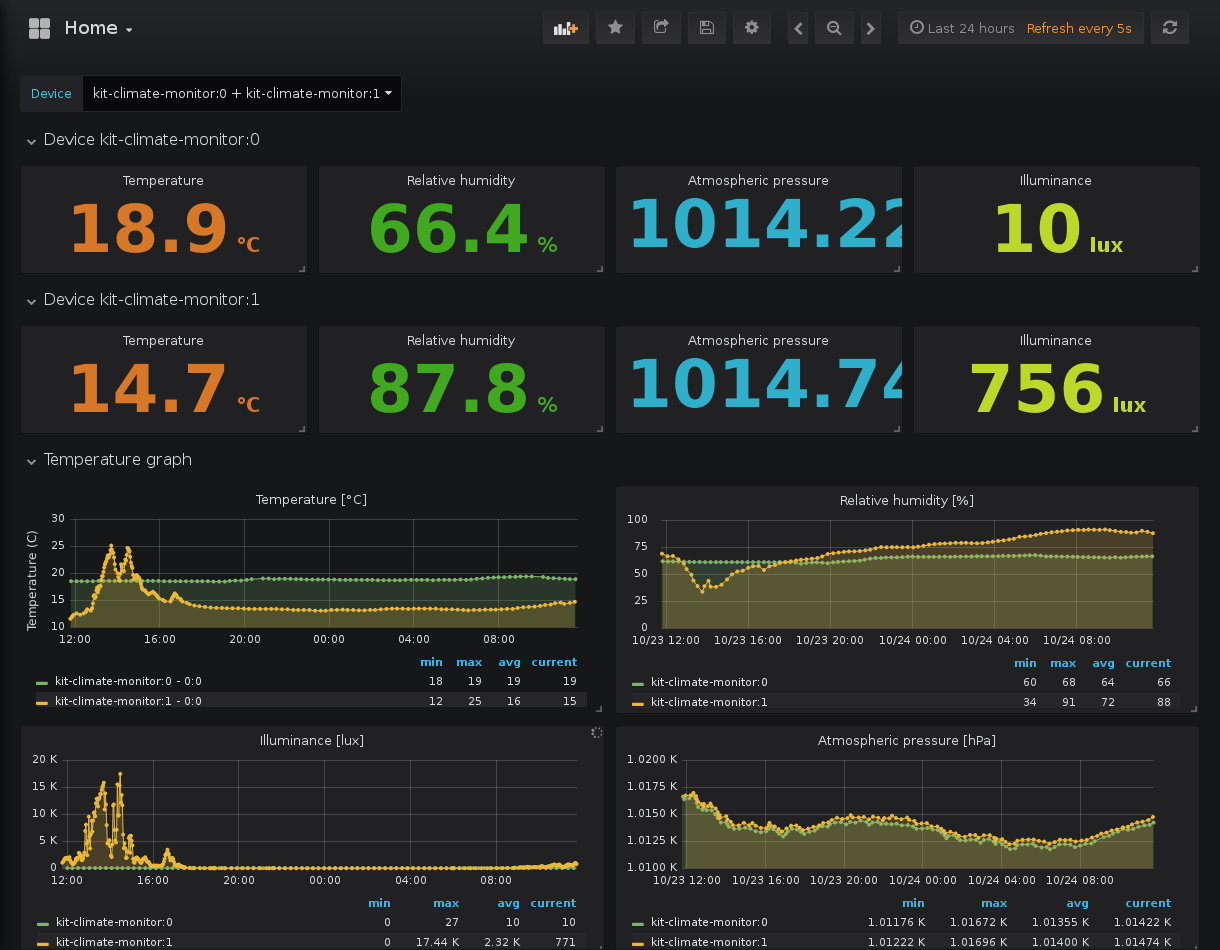 Home
Last 24 hours Refresh every 5s
Device kit-climate-monitor:0 + kit-climate-monitor:1
Device kit-climate-monitor:0
Temperature Relative humidity Atmospheric pressure Illuminance
18.9 °C 66.4 % 1014.22 10 lux
Device kit-climate-monitor:1
Temperature Relative humidity Atmospheric pressure Illuminance
14.7 °C 87.8 % 1014.74 756 lux
Temperature graph
Temperature [°C]
Temperature (C)
30
25
20
15
10
12:00 16:00 20:00 00:00 04:00 08:00
min max avg current
kit-climate-monitor:0 - 0:0 18 19 19 19
kit-climate-monitor:1 - 0:0 12 25 16 15
Relative humidity [%]
100
75
50
25
0
10/23 12:00 10/23 16:00 10/23 20:00 10/24 00:00 10/24 04:00 10/24 08:00
min max avg current
kit-climate-monitor:0 60 68 64 66
kit-climate-monitor:1 34 91 72 88
Illuminance [lux]
20 K
15 K
10 K
5 K
0
12:00 16:00 20:00 00:00 04:00 08:00
min max avg current
kit-climate-monitor:0 0 27 10 10
kit-climate-monitor:1 0 17.44 K 2.32 K 771
Atmospheric pressure [hPa]
1.0200 K
1.0175 K
1.0150 K
1.0125 K
1.0100 K
10/23 12:00 10/23 16:00 10/23 20:00 10/24 00:00 10/24 04:00 10/24 08:00
min max avg current
kit-climate-monitor:0 1.01176 K 1.01672 K 1.01355 K 1.01422 K
kit-climate-monitor:1 1.01222 K 1.01696 K 1.01400 K 1.01474 K